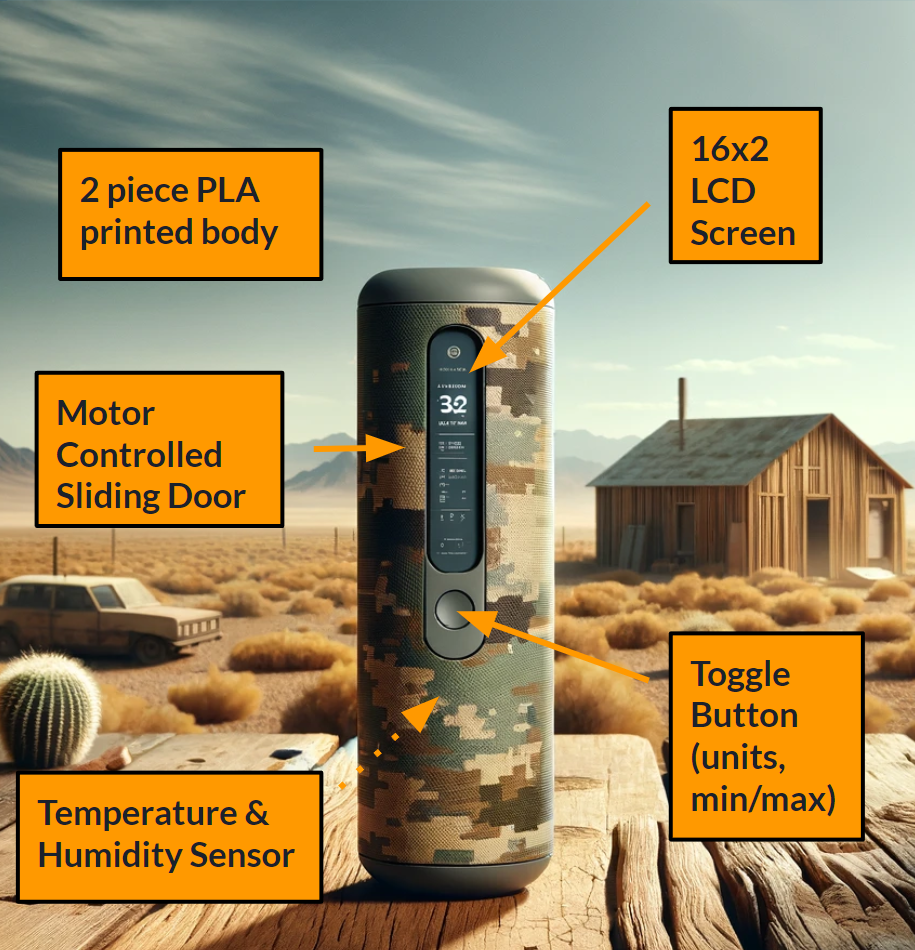 2 piece PLA
printed body
16x2
LCD
Screen
Motor
Controlled
Sliding Door
32
Toggle
Button
(units,
min/max)
Temperature &
Humidity Sensor